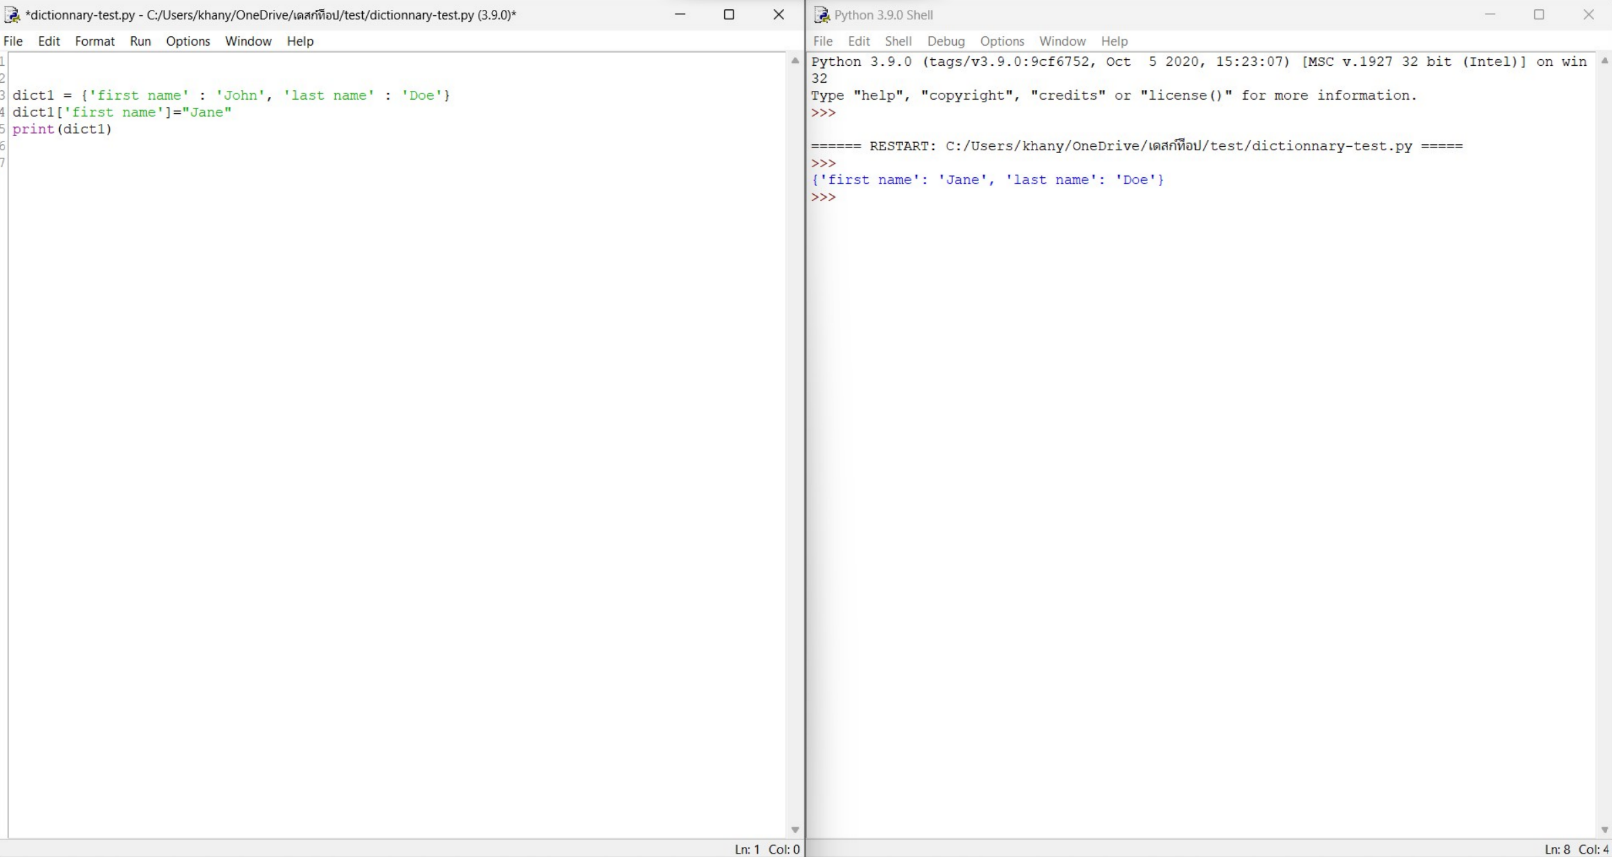 *dictionnary-test.py - C:/Users/khany/OneDrive/เดสก์ท็อป/test/dictionnary-test.py (3.9.0)*
File Edit Format Run Options Window Help
1
2
3 dict1 = {'first name' : 'John', 'last name' : 'Doe'}
4 dict1['first name']="Jane"
5 print(dict1)
6
7
Ln: 1 Col: 0
Python 3.9.0 Shell
File Edit Shell Debug Options Window Help
Python 3.9.0 (tags/v3.9.0:9cf6752, Oct  5 2020, 15:23:07) [MSC v.1927 32 bit (Intel)] on win
32
Type "help", "copyright", "credits" or "license()" for more information.
>>>
====== RESTART: C:/Users/khany/OneDrive/เดสก์ท็อป/test/dictionnary-test.py =====
>>>
{'first name': 'Jane', 'last name': 'Doe'}
>>>
Ln: 8 Col: 4